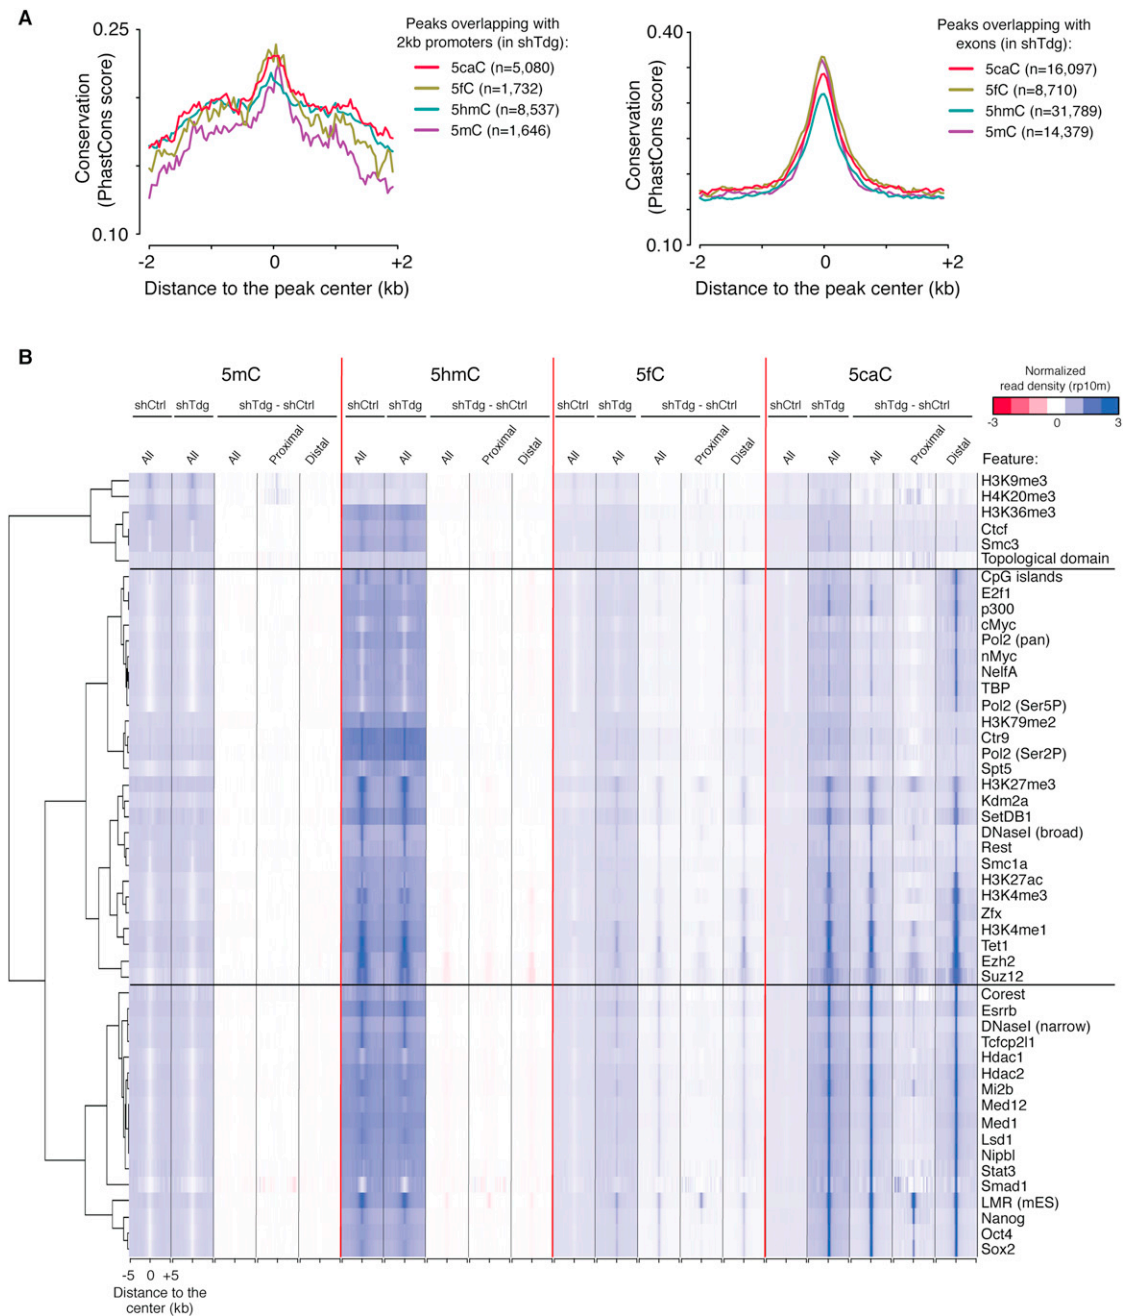 A
0.25
0.10
Conservation
(PhastCons score)
-2
0
+2
Distance to the peak center (kb)
Peaks overlapping with
2kb promoters (in shTdg):
5caC (n=5,080)
5fC (n=1,732)
5hmC (n=8,537)
5mC (n=1,646)
0.40
0.10
Conservation
(PhastCons score)
-2
0
+2
Distance to the peak center (kb)
Peaks overlapping with
exons (in shTdg):
5caC (n=16,097)
5fC (n=8,710)
5hmC (n=31,789)
5mC (n=14,379)
B
5mC 5hmC 5fC 5caC
shCtrl shTdg shTdg - shCtrl shCtrl shTdg shTdg - shCtrl shCtrl shTdg shTdg - shCtrl shCtrl shTdg shTdg - shCtrl
All All All Proximal Distal All All All Proximal Distal All All All Proximal Distal All All All Proximal Distal
Normalized
read density (rp10m)
-3 0 3
Feature:
H3K9me3
H4K20me3
H3K36me3
Ctcf
Smc3
Topological domain
CpG islands
E2f1
p300
cMyc
Pol2 (pan)
nMyc
NelfA
TBP
Pol2 (Ser5P)
H3K79me2
Ctr9
Pol2 (Ser2P)
Spt5
H3K27me3
Kdm2a
SetDB1
DNaseI (broad)
Rest
Smc1a
H3K27ac
H3K4me3
Zfx
H3K4me1
Tet1
Ezh2
Suz12
Corest
Esrrb
DNaseI (narrow)
Tcfcp2l1
Hdac1
Hdac2
Mi2b
Med12
Med1
Lsd1
Nipbl
Stat3
Smad1
LMR (mES)
Nanog
Oct4
Sox2
-5 0 +5
Distance to the
center (kb)